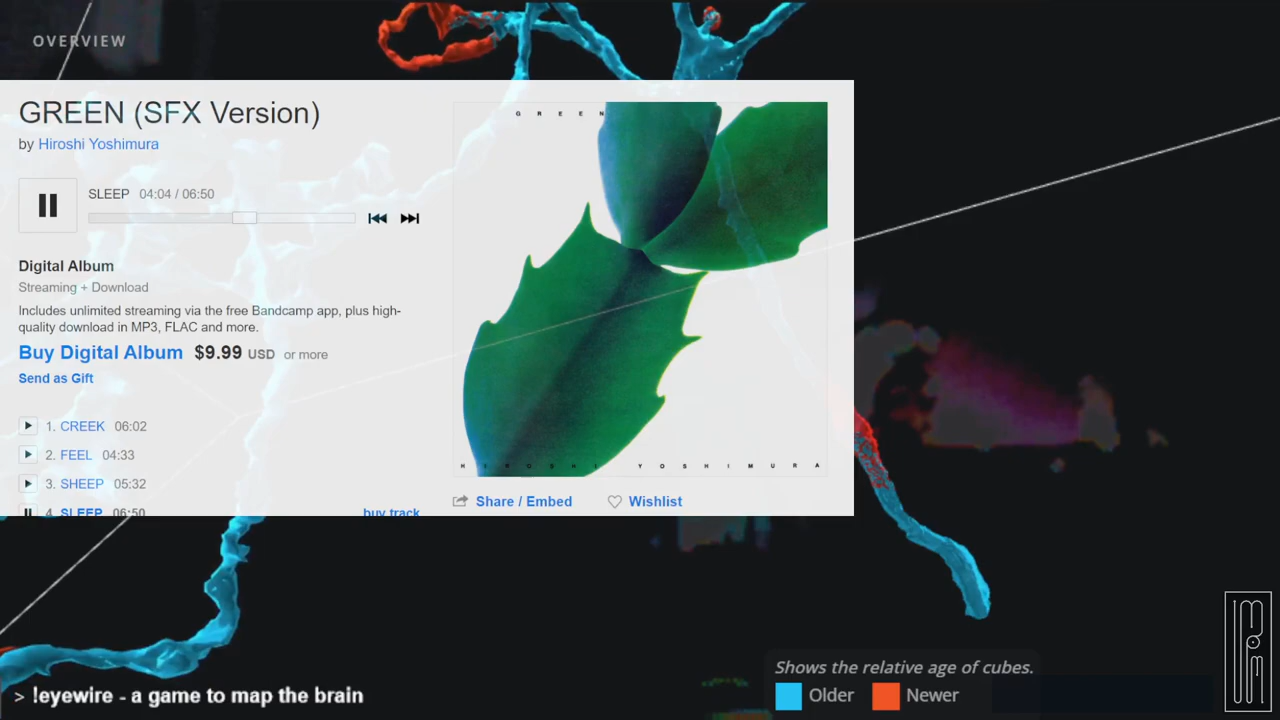 OVERVIEW
GREEN (SFX Version)
by Hiroshi Yoshimura
SLEEP 04:04 / 06:50
Digital Album
Streaming + Download
Includes unlimited streaming via the free Bandcamp app, plus high-
quality download in MP3, FLAC and more.
Buy Digital Album $9.99 USD or more
Send as Gift
1. CREEK 06:02
2. FEEL 04:33
3. SHEEP 05:32
4. SLEEP 06:50 buy track
GREEN
HIROSHI YOSHIMURA
Share / Embed Wishlist
> !eyewire - a game to map the brain
Shows the relative age of cubes.
Older Newer